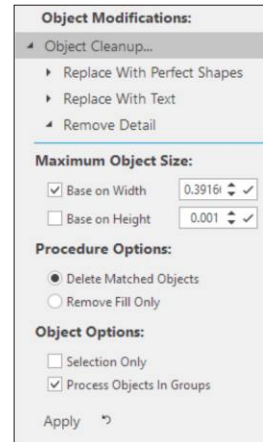 Object Modifications:
Object Cleanup...
Replace With Perfect Shapes
Replace With Text
Remove Detail
Maximum Object Size:
Base on Width 0.3916
Base on Height 0.001
Procedure Options:
Delete Matched Objects
Remove Fill Only
Object Options:
Selection Only
Process Objects In Groups
Apply